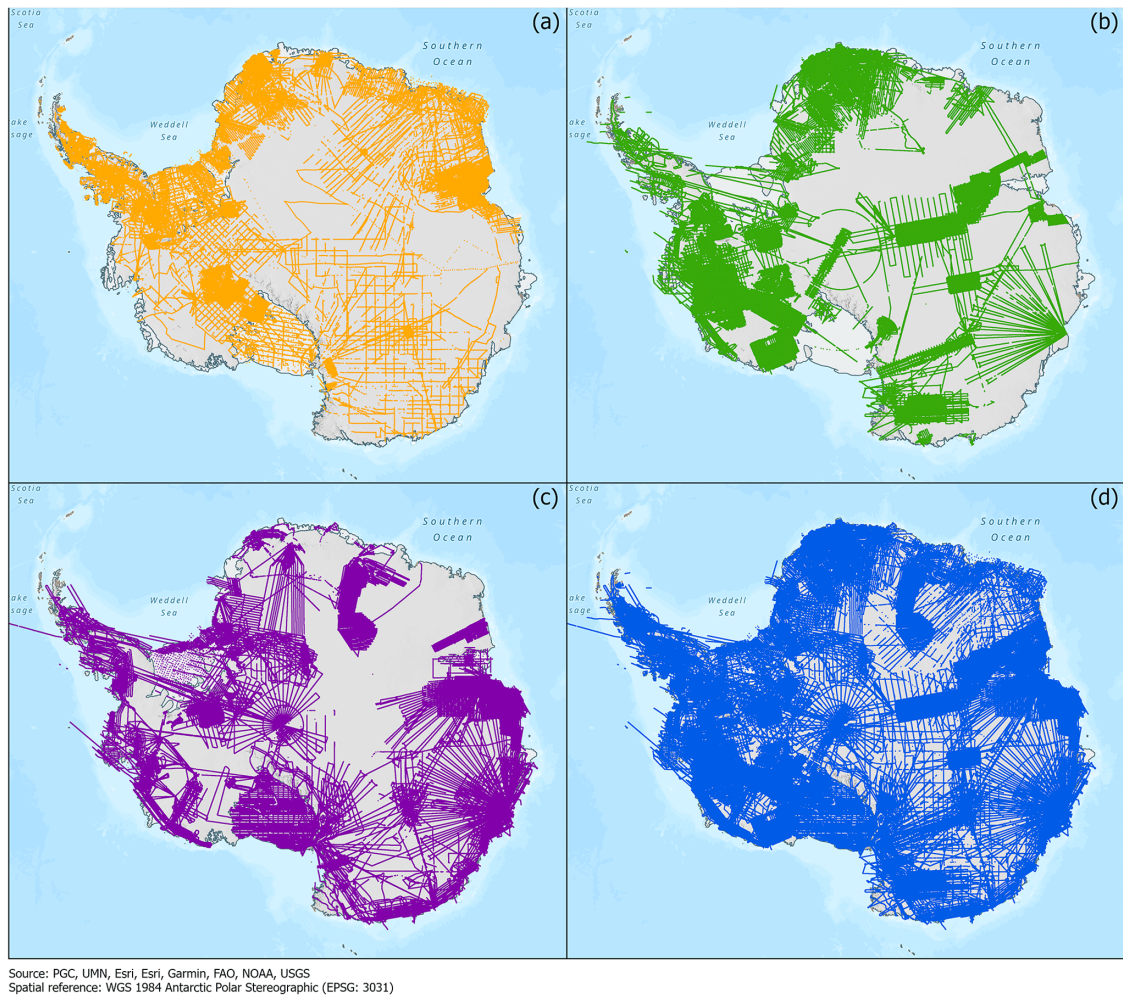 Scotia
Sea
(a)
Southern
Ocean
Weddell
Sea
ake
sage
Scotia
Sea
(b)
Southern
Ocean
Weddell
Sea
ake
sage
Scotia
Sea
(c)
Southern
Ocean
Weddell
Sea
ake
sage
Scotia
Sea
(d)
Southern
Ocean
Weddell
Sea
ake
sage
Source: PGC, UMN, Esri, Esri, Garmin, FAO, NOAA, USGS
Spatial reference: WGS 1984 Antarctic Polar Stereographic (EPSG: 3031)